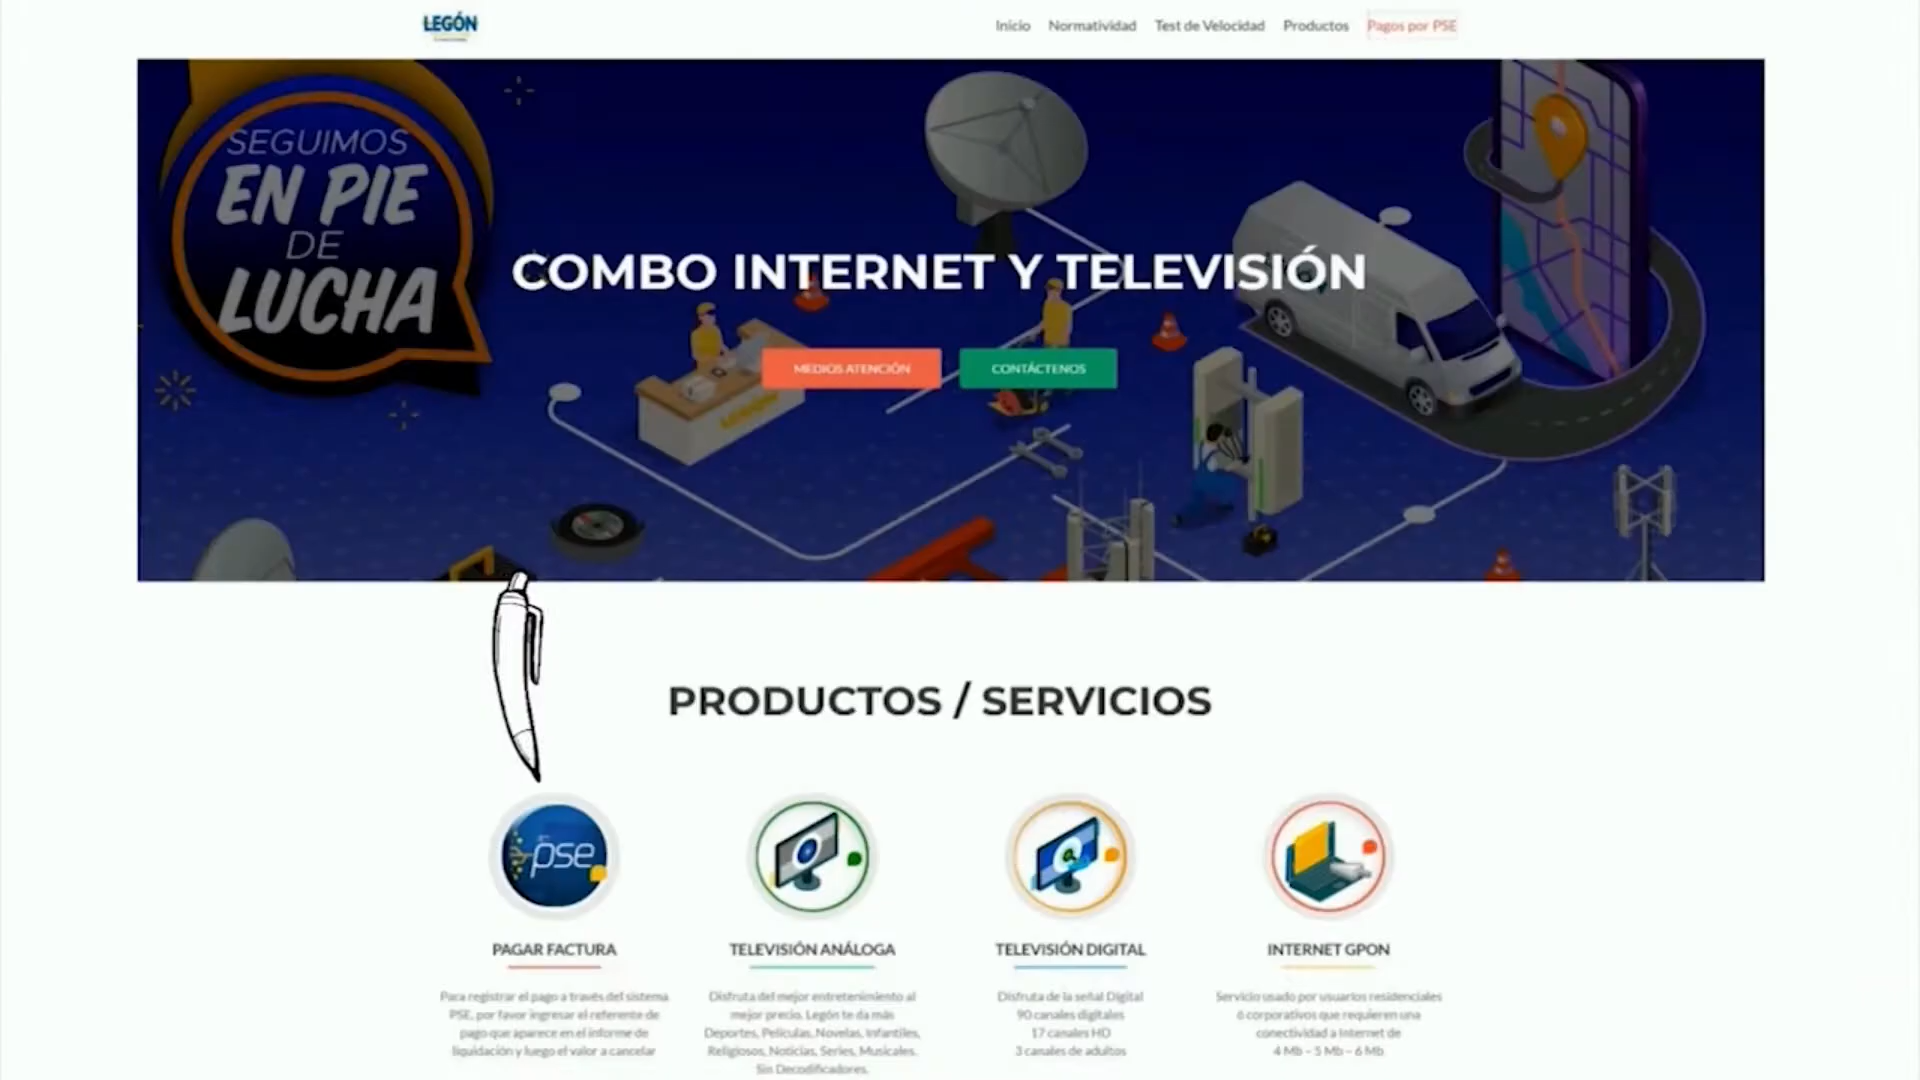 LEGÓN
Inicio Normatividad Test de Velocidad Productos Pagos por PSE
SEGUIMOS
EN PIE
DE
LUCHA
COMBO INTERNET Y TELEVISIÓN
MEDIOS ATENCIÓN CONTÁCTENOS
PRODUCTOS / SERVICIOS
pse
PAGAR FACTURA
Para registrar el pago a través del sistema
PSE, por favor ingresar el referente de
pago que aparece en el informe de
liquidación y luego el valor a cancelar
TELEVISIÓN ANÁLOGA
Disfruta del mejor entretenimiento al
mejor precio. Legón te da más
Deportes, Películas, Novelas, Infantiles,
Religiosos, Noticias, Series, Musicales.
Sin Decodificadores.
TELEVISIÓN DIGITAL
Disfruta de la señal Digital
90 canales digitales
17 canales HD
3 canales de adultos
INTERNET GPON
Servicio usado por usuarios residenciales
ó corporativos que requieren una
conectividad a Internet de
4 Mb – 5 Mb – 6 Mb